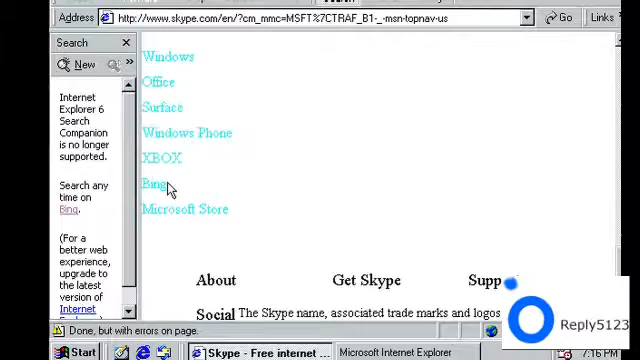 Address http://www.skype.com/en/?cm_mmc=MSFT%7CTRAF_B1-_-msn-topnav-us Go Links »
Search
New »
Internet
Explorer 6
Search
Companion
is no longer
supported.
Search any
time on
Bing.
(For a
better web
experience,
upgrade to
the latest
version of
Internet
Windows
Office
Surface
Windows Phone
XBOX
Bing
Microsoft Store
About Get Skype
Social The Skype name, associated trade marks and logos
Reply5123
Done, but with errors on page.
Start Skype - Free internet ... Microsoft Internet Explorer 7:16 PM